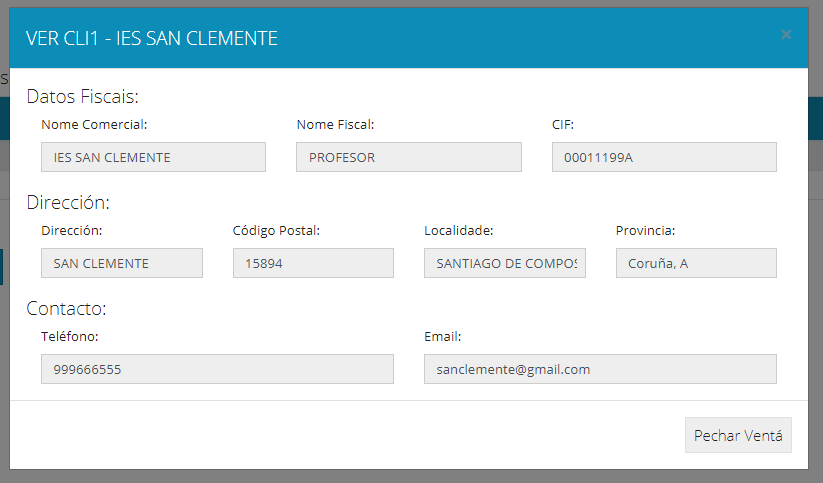 VER CLI1 - IES SAN CLEMENTE
×
Datos Fiscais:
Nome Comercial: Nome Fiscal: CIF:
IES SAN CLEMENTE PROFESOR 00011199A
Dirección:
Dirección: Código Postal: Localidade: Provincia:
SAN CLEMENTE 15894 SANTIAGO DE COMPOS Coruña, A
Contacto:
Teléfono: Email:
999666555 sanclemente@gmail.com
Pechar Ventá